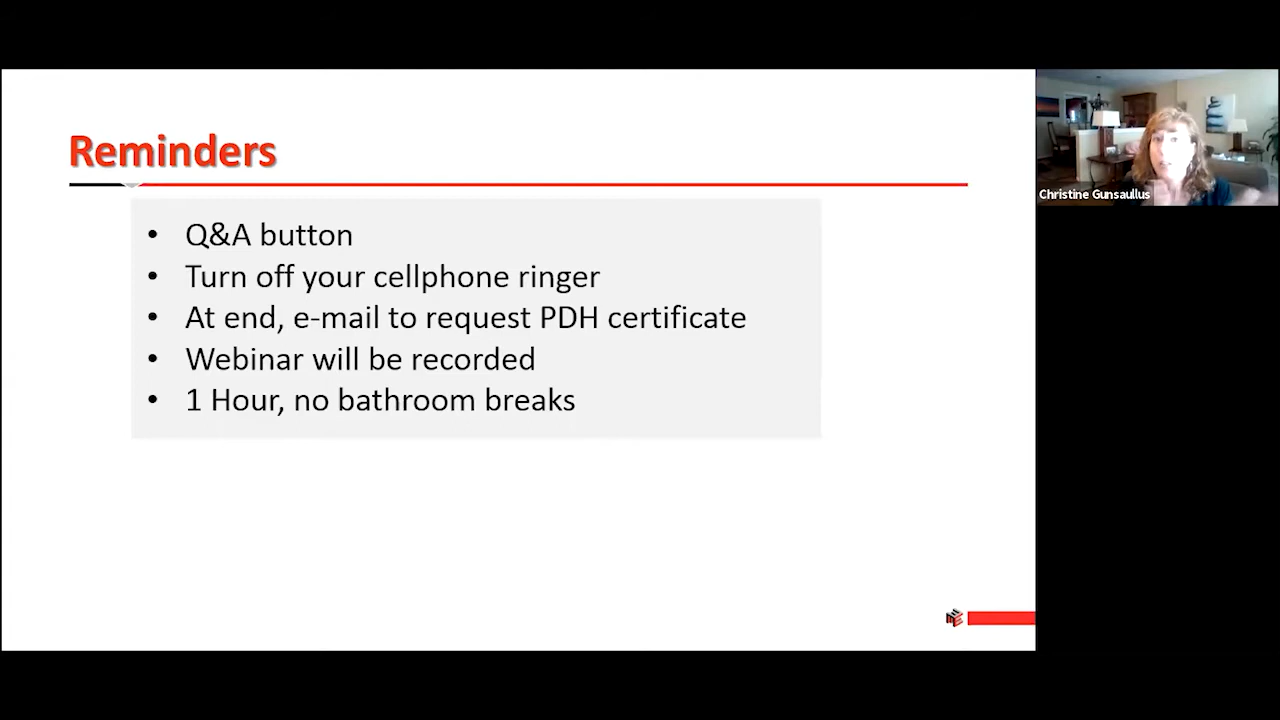 Reminders
• Q&A button
• Turn off your cellphone ringer
• At end, e-mail to request PDH certificate
• Webinar will be recorded
• 1 Hour, no bathroom breaks
Christine Gunsaullus